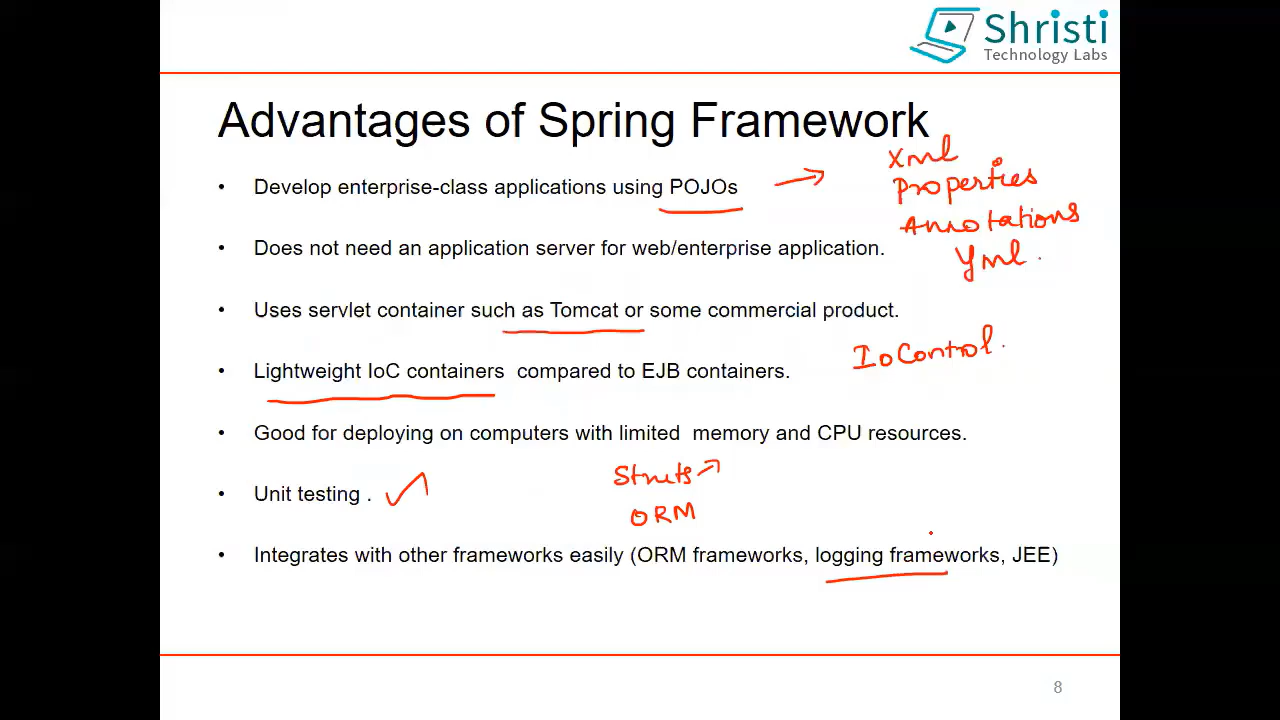 Shristi
Technology Labs
Advantages of Spring Framework
xml
• Develop enterprise-class applications using POJOs → Properties
Annotations
• Does not need an application server for web/enterprise application.
Yml.
• Uses servlet container such as Tomcat or some commercial product.
IoControl.
• Lightweight IoC containers compared to EJB containers.
• Good for deploying on computers with limited memory and CPU resources.
Struts →
• Unit testing . ✓
ORM
• Integrates with other frameworks easily (ORM frameworks, logging frameworks, JEE)
8